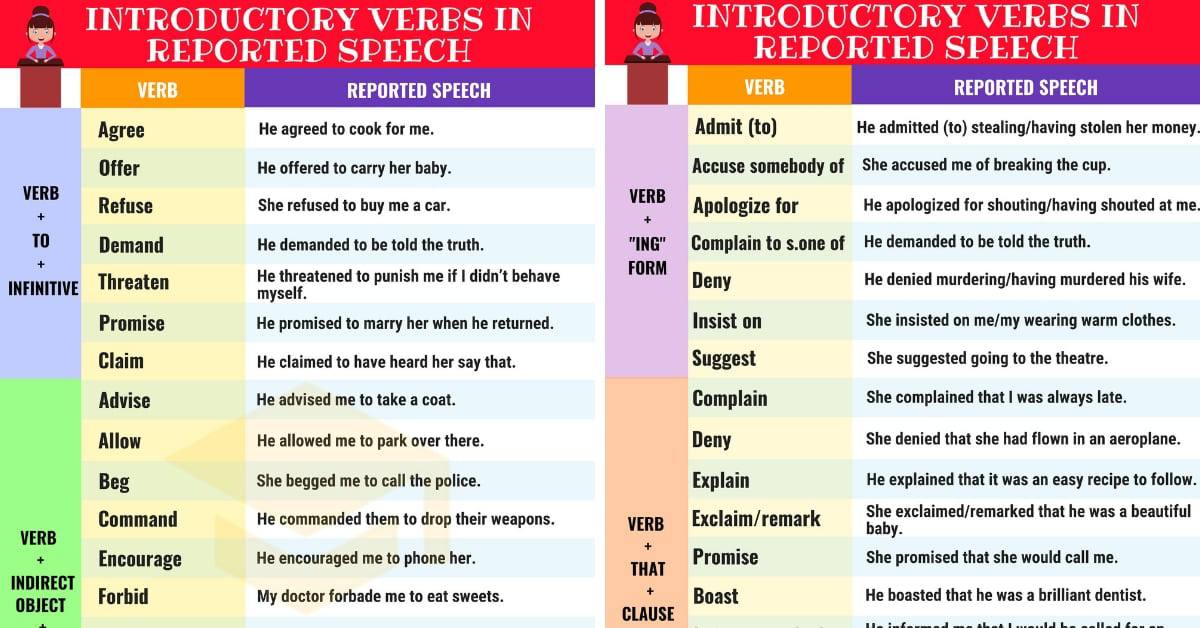 INTRODUCTORY VERBS IN
REPORTED SPEECH
VERB REPORTED SPEECH
VERB
+
TO
+
INFINITIVE
Agree He agreed to cook for me.
Offer He offered to carry her baby.
Refuse She refused to buy me a car.
Demand He demanded to be told the truth.
Threaten He threatened to punish me if I didn't behave
myself.
Promise He promised to marry her when he returned.
Claim He claimed to have heard her say that.
VERB
+
INDIRECT
OBJECT
+
Advise He advised me to take a coat.
Allow He allowed me to park over there.
Beg She begged me to call the police.
Command He commanded them to drop their weapons.
Encourage He encouraged me to phone her.
Forbid My doctor forbade me to eat sweets.
INTRODUCTORY VERBS IN
REPORTED SPEECH
VERB REPORTED SPEECH
VERB
+
"ING"
FORM
Admit (to) He admitted (to) stealing/having stolen her money.
Accuse somebody of She accused me of breaking the cup.
Apologize for He apologized for shouting/having shouted at me.
Complain to s.one of He demanded to be told the truth.
Deny He denied murdering/having murdered his wife.
Insist on She insisted on me/my wearing warm clothes.
Suggest She suggested going to the theatre.
VERB
+
THAT
+
CLAUSE
Complain She complained that I was always late.
Deny She denied that she had flown in an aeroplane.
Explain He explained that it was an easy recipe to follow.
Exclaim/remark She exclaimed/remarked that he was a beautiful
baby.
Promise She promised that she would call me.
Boast He boasted that he was a brilliant dentist.
He informed me that I would be called for an